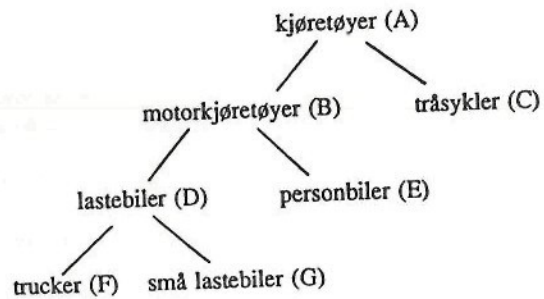 kjøretøyer (A)
motorkjøretøyer (B)
tråsykler (C)
lastebiler (D)
personbiler (E)
trucker (F)
små lastebiler (G)